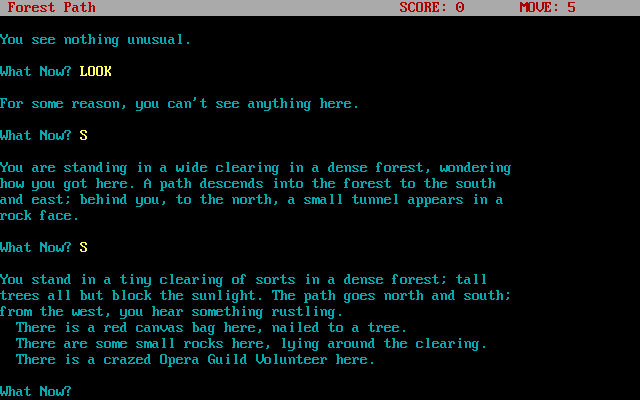 Forest Path SCORE: 0 MOVE: 5
You see nothing unusual.
What Now? LOOK
For some reason, you can't see anything here.
What Now? S
You are standing in a wide clearing in a dense forest, wondering
how you got here. A path descends into the forest to the south
and east; behind you, to the north, a small tunnel appears in a
rock face.
What Now? S
You stand in a tiny clearing of sorts in a dense forest; tall
trees all but block the sunlight. The path goes north and south;
from the west, you hear something rustling.
There is a red canvas bag here, nailed to a tree.
There are some small rocks here, lying around the clearing.
There is a crazed Opera Guild Volunteer here.
What Now?